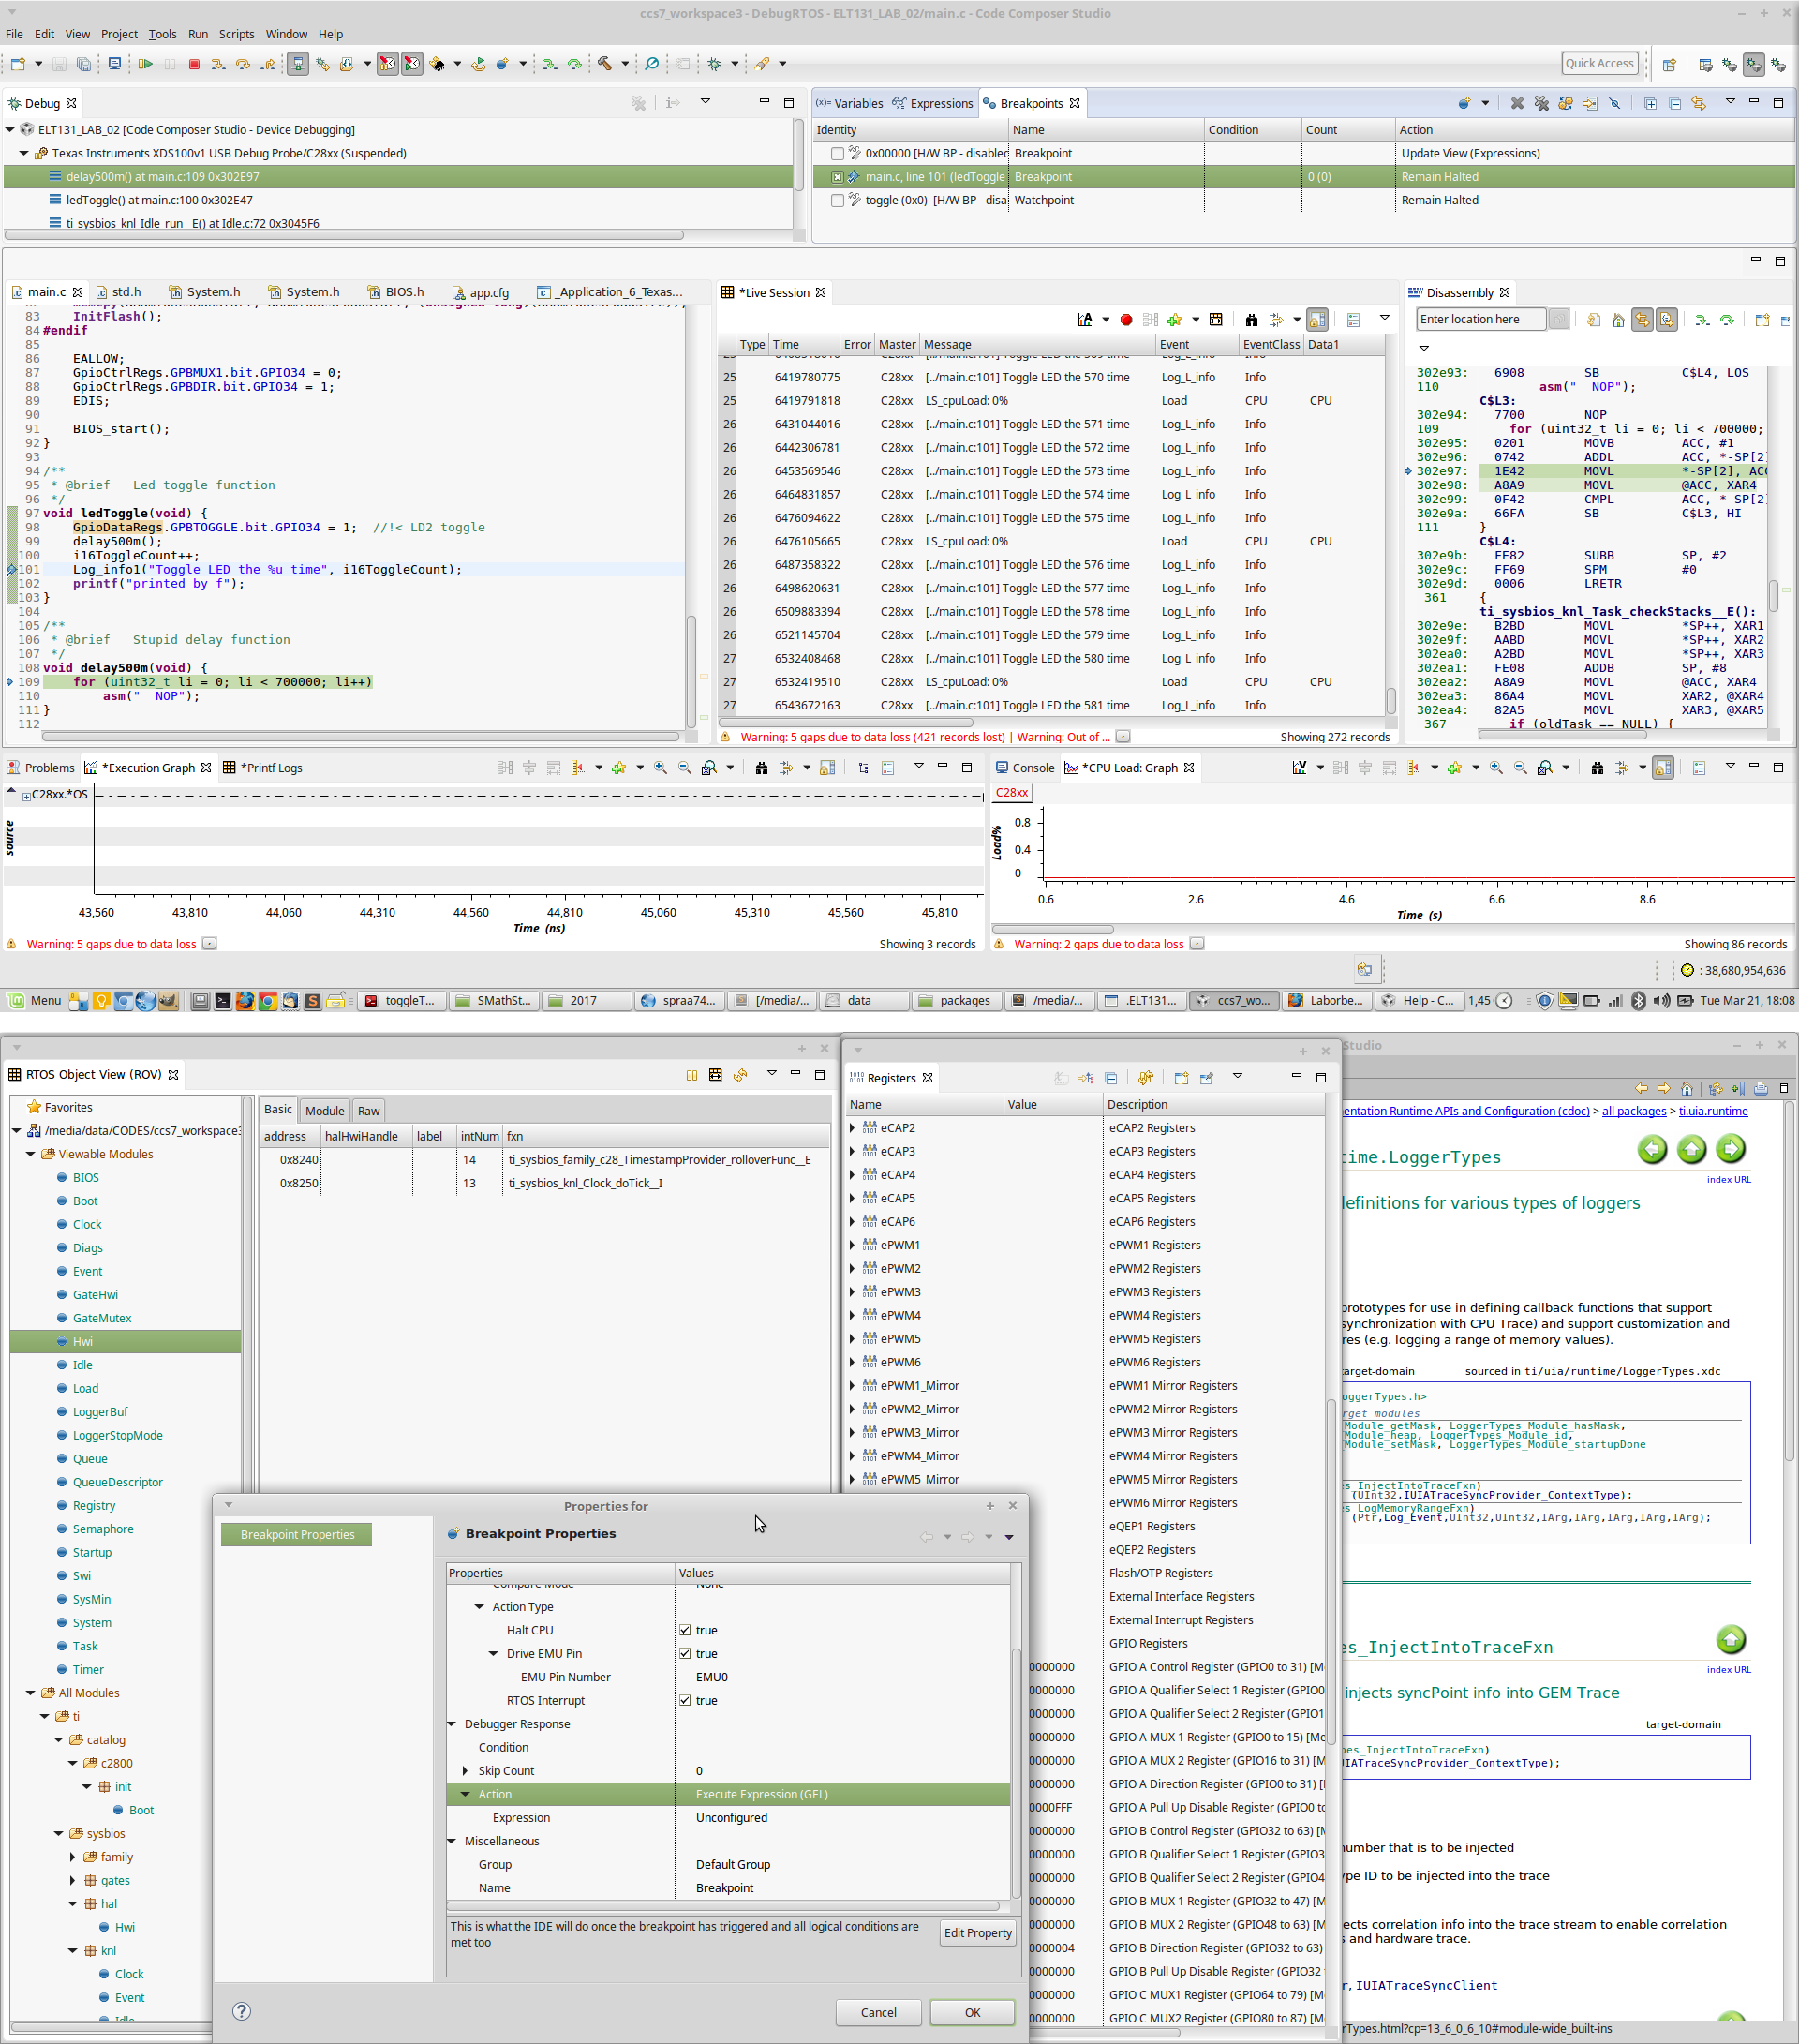 ccs7_workspace3 - DebugRTOS - ELT131_LAB_02/main.c - Code Composer Studio
File Edit View Project Tools Run Scripts Window Help
Quick Access
Debug
ELT131_LAB_02 [Code Composer Studio - Device Debugging]
Texas Instruments XDS100v1 USB Debug Probe/C28xx (Suspended)
delay500m() at main.c:109 0x302E97
ledToggle() at main.c:100 0x302E47
ti_sysbios_knl_Idle_run__E() at Idle.c:72 0x3045F6
(x)= Variables Expressions Breakpoints
Identity Name Condition Count Action
0x00000 [H/W BP - disabled Breakpoint Update View (Expressions)
main.c, line 101 (ledToggle Breakpoint 0 (0) Remain Halted
toggle (0x0) [H/W BP - disa Watchpoint Remain Halted
main.c std.h System.h System.h BIOS.h app.cfg _Application_6_Texas...
83 InitFlash();
84 #endif
85
86 EALLOW;
87 GpioCtrlRegs.GPBMUX1.bit.GPIO34 = 0;
88 GpioCtrlRegs.GPBDIR.bit.GPIO34 = 1;
89 EDIS;
90
91 BIOS_start();
92 }
93
94 /**
95 * @brief Led toggle function
96 */
97 void ledToggle(void) {
98 GpioDataRegs.GPBTOGGLE.bit.GPIO34 = 1; //!< LD2 toggle
99 delay500m();
100 i16ToggleCount++;
101 Log_info1("Toggle LED the %u time", i16ToggleCount);
102 printf("printed by f");
103 }
104
105 /**
106 * @brief Stupid delay function
107 */
108 void delay500m(void) {
109 for (uint32_t li = 0; li < 700000; li++)
110 asm(" NOP");
111 }
112
*Live Session
Type Time Error Master Message Event EventClass Data1
25 6419780775 C28xx [../main.c:101] Toggle LED the 570 time Log_L_info Info
25 6419791818 C28xx LS_cpuLoad: 0% Load CPU CPU
26 6431044016 C28xx [../main.c:101] Toggle LED the 571 time Log_L_info Info
26 6442306781 C28xx [../main.c:101] Toggle LED the 572 time Log_L_info Info
26 6453569546 C28xx [../main.c:101] Toggle LED the 573 time Log_L_info Info
26 6464831857 C28xx [../main.c:101] Toggle LED the 574 time Log_L_info Info
26 6476094622 C28xx [../main.c:101] Toggle LED the 575 time Log_L_info Info
26 6476105665 C28xx LS_cpuLoad: 0% Load CPU CPU
26 6487358322 C28xx [../main.c:101] Toggle LED the 576 time Log_L_info Info
26 6498620631 C28xx [../main.c:101] Toggle LED the 577 time Log_L_info Info
26 6509883394 C28xx [../main.c:101] Toggle LED the 578 time Log_L_info Info
26 6521145704 C28xx [../main.c:101] Toggle LED the 579 time Log_L_info Info
27 6532408468 C28xx [../main.c:101] Toggle LED the 580 time Log_L_info Info
27 6532419510 C28xx LS_cpuLoad: 0% Load CPU CPU
27 6543672163 C28xx [../main.c:101] Toggle LED the 581 time Log_L_info Info
Warning: 5 gaps due to data loss (421 records lost) | Warning: Out of ... Showing 272 records
Disassembly
Enter location here
302e93: 6908 SB C$L4, LOS
110 asm(" NOP");
C$L3:
302e94: 7700 NOP
109 for (uint32_t li = 0; li < 700000;
302e95: 0201 MOVB ACC, #1
302e96: 0742 ADDL ACC, *-SP[2]
302e97: 1E42 MOVL *-SP[2], ACC
302e98: A8A9 MOVL @ACC, XAR4
302e99: 0F42 CMPL ACC, *-SP[2]
302e9a: 66FA SB C$L3, HI
111 }
C$L4:
302e9b: FE82 SUBB SP, #2
302e9c: FF69 SPM #0
302e9d: 0006 LRETR
361 {
ti_sysbios_knl_Task_checkStacks__E():
302e9e: B2BD MOVL *SP++, XAR1
302e9f: AABD MOVL *SP++, XAR2
302ea0: A2BD MOVL *SP++, XAR3
302ea1: FE08 ADDB SP, #8
302ea2: A8A9 MOVL @ACC, XAR4
302ea3: 86A4 MOVL XAR2, @XAR4
302ea4: 82A5 MOVL XAR3, @XAR5
367 if (oldTask == NULL) {
Problems *Execution Graph *Printf Logs
C28xx.*OS
source
43,560 43,810 44,060 44,310 44,560 44,810 45,060 45,310 45,560 45,810
Time (ns)
Warning: 5 gaps due to data loss Showing 3 records
Console *CPU Load: Graph
C28xx
Load%
0.8
0.4
0
0.6 2.6 4.6 6.6 8.6
Time (s)
Warning: 2 gaps due to data loss Showing 86 records
: 38,680,954,636
Menu toggleT... SMathSt... 2017 spraa74... [/media/... data packages /media/... .ELT131... ccs7_wo... Laborbe... Help - C... 1,45 Tue Mar 21, 18:08
RTOS Object View (ROV)
Favorites
/media/data/CODES/ccs7_workspace3
Viewable Modules
BIOS
Boot
Clock
Diags
Event
GateHwi
GateMutex
Hwi
Idle
Load
LoggerBuf
LoggerStopMode
Queue
QueueDescriptor
Registry
Semaphore
Startup
Swi
SysMin
System
Task
Timer
All Modules
ti
catalog
c2800
init
Boot
sysbios
family
gates
hal
Hwi
knl
Clock
Event
Idle
Basic Module Raw
address halHwiHandle label intNum fxn
0x8240 14 ti_sysbios_family_c28_TimestampProvider_rolloverFunc__E
0x8250 13 ti_sysbios_knl_Clock_doTick__I
Registers
Name Value Description
eCAP2 eCAP2 Registers
eCAP3 eCAP3 Registers
eCAP4 eCAP4 Registers
eCAP5 eCAP5 Registers
eCAP6 eCAP6 Registers
ePWM1 ePWM1 Registers
ePWM2 ePWM2 Registers
ePWM3 ePWM3 Registers
ePWM4 ePWM4 Registers
ePWM5 ePWM5 Registers
ePWM6 ePWM6 Registers
ePWM1_Mirror ePWM1 Mirror Registers
ePWM2_Mirror ePWM2 Mirror Registers
ePWM3_Mirror ePWM3 Mirror Registers
ePWM4_Mirror ePWM4 Mirror Registers
ePWM5_Mirror ePWM5 Mirror Registers
ePWM6 Mirror Registers
eQEP1 Registers
eQEP2 Registers
Flash/OTP Registers
External Interface Registers
External Interrupt Registers
GPIO Registers
0000000 GPIO A Control Register (GPIO0 to 31) [Me
0000000 GPIO A Qualifier Select 1 Register (GPIO0
0000000 GPIO A Qualifier Select 2 Register (GPIO1
0000000 GPIO A MUX 1 Register (GPIO0 to 15) [Me
0000000 GPIO A MUX 2 Register (GPIO16 to 31) [M
0000000 GPIO A Direction Register (GPIO0 to 31) [
0000FFF GPIO A Pull Up Disable Register (GPIO0 to
0000000 GPIO B Control Register (GPIO32 to 63) [M
0000000 GPIO B Qualifier Select 1 Register (GPIO3
0000000 GPIO B Qualifier Select 2 Register (GPIO4
0000000 GPIO B MUX 1 Register (GPIO32 to 47) [M
0000000 GPIO B MUX 2 Register (GPIO48 to 63) [M
0000004 GPIO B Direction Register (GPIO32 to 63)
0000000 GPIO B Pull Up Disable Register (GPIO32
0000000 GPIO C MUX1 Register (GPIO64 to 79) [Me
0000000 GPIO C MUX2 Register (GPIO80 to 87) [Me
Properties for
Breakpoint Properties
Breakpoint Properties
Properties Values
Compare Mode None
Action Type
Halt CPU true
Drive EMU Pin true
EMU Pin Number EMU0
RTOS Interrupt true
Debugger Response
Condition
Skip Count 0
Action Execute Expression (GEL)
Expression Unconfigured
Miscellaneous
Group Default Group
Name Breakpoint
This is what the IDE will do once the breakpoint has triggered and all logical conditions are
met too
Edit Property
Cancel OK
Studio
entation Runtime APIs and Configuration (cdoc) > all packages > ti.uia.runtime
time.LoggerTypes
index URL
definitions for various types of loggers
prototypes for use in defining callback functions that support
synchronization with CPU Trace) and support customization and
res (e.g. logging a range of memory values).
target-domain sourced in ti/uia/runtime/LoggerTypes.xdc
oggerTypes.h>
rget modules
Module_getMask, LoggerTypes_Module_hasMask,
Module_heap, LoggerTypes_Module_id,
Module_setMask, LoggerTypes_Module_startupDone
s_InjectIntoTraceFxn)
(UInt32,IUIATraceSyncProvider_ContextType);
s_LogMemoryRangeFxn)
(Ptr,Log_Event,UInt32,UInt32,IArg,IArg,IArg,IArg,IArg);
es_InjectIntoTraceFxn
index URL
injects syncPoint info into GEM Trace
target-domain
pes_InjectIntoTraceFxn)
UIATraceSyncProvider_ContextType);
number that is to be injected
ype ID to be injected into the trace
ects correlation info into the trace stream to enable correlation
s and hardware trace.
r, IUIATraceSyncClient
rTypes.html?cp=13_6_0_6_10#module-wide_built-ins